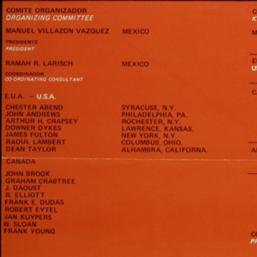 COMITE ORGANIZADOR
ORGANIZING COMMITTEE
MANUEL VILLAZON VAZQUEZ MEXICO
PRESIDENTE
PRESIDENT
RAMAH R. LARISCH MEXICO
COORDINADOR
CO-ORDINATING CONSULTANT
E.U.A. - U.S.A.
CHESTER ABEND SYRACUSE, N.Y.
JOHN ANDREWS PHILADELPHIA, PA.
ARTHUR H. CRAPSEY ROCHESTER, N.Y.
DOWNER DYKES LAWRENCE, KANSAS,
JAMES FULTON NEW YORK, N.Y.
RAOUL LAMBERT COLUMBUS, OHIO.
DEAN TAYLOR ALHAMBRA, CALIFORNA.
CANADA
JOHN BROOK
GRAHAM CRABTREE
J. DAOUST
R. ELLIOTT
FRANK E. DUDAS
ROBERT EYTEL
JAN KUYPERS
W. SLOAN
FRANK YOUNG